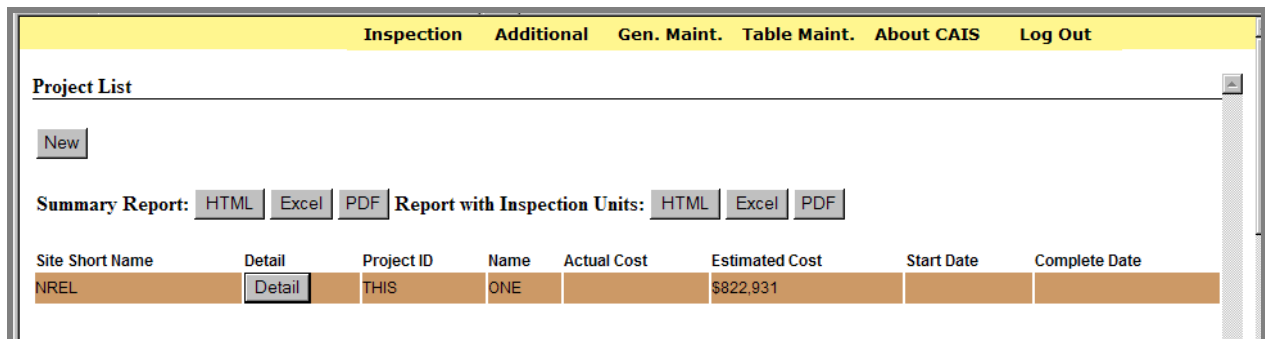 Inspection Additional Gen. Maint. Table Maint. About CAIS Log Out
Project List
New
Summary Report: HTML Excel PDF Report with Inspection Units: HTML Excel PDF
Site Short Name Detail Project ID Name Actual Cost Estimated Cost Start Date Complete Date
NREL Detail THIS ONE $822,931